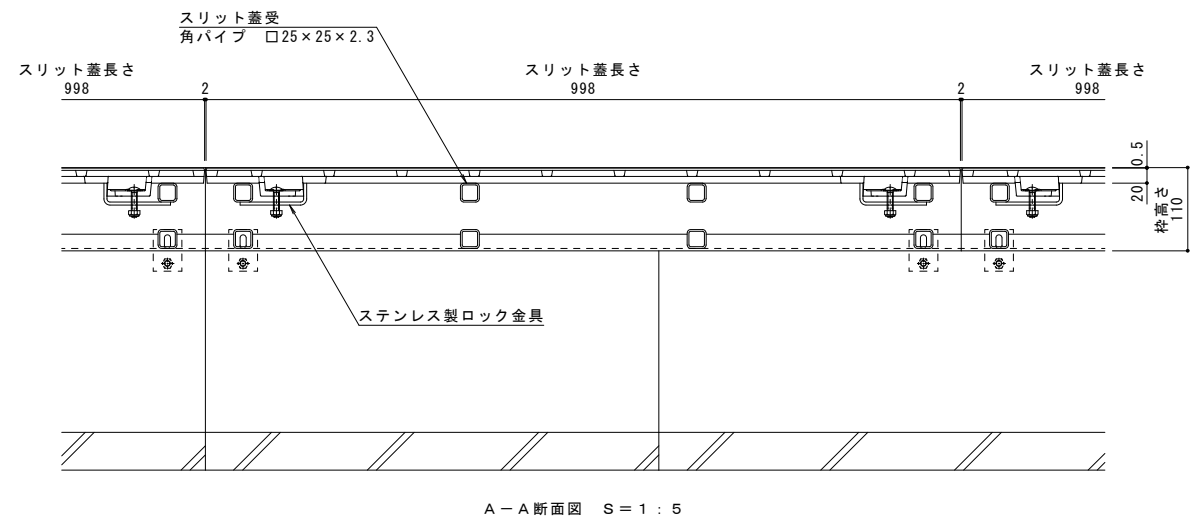 スリット蓋受
角パイプ □25×25×2.3
スリット蓋長さ
998
2
スリット蓋長さ
998
2
スリット蓋長さ
998
0.5
20
枠高さ
110
ステンレス製ロック金具
A-A断面図 S=1:5